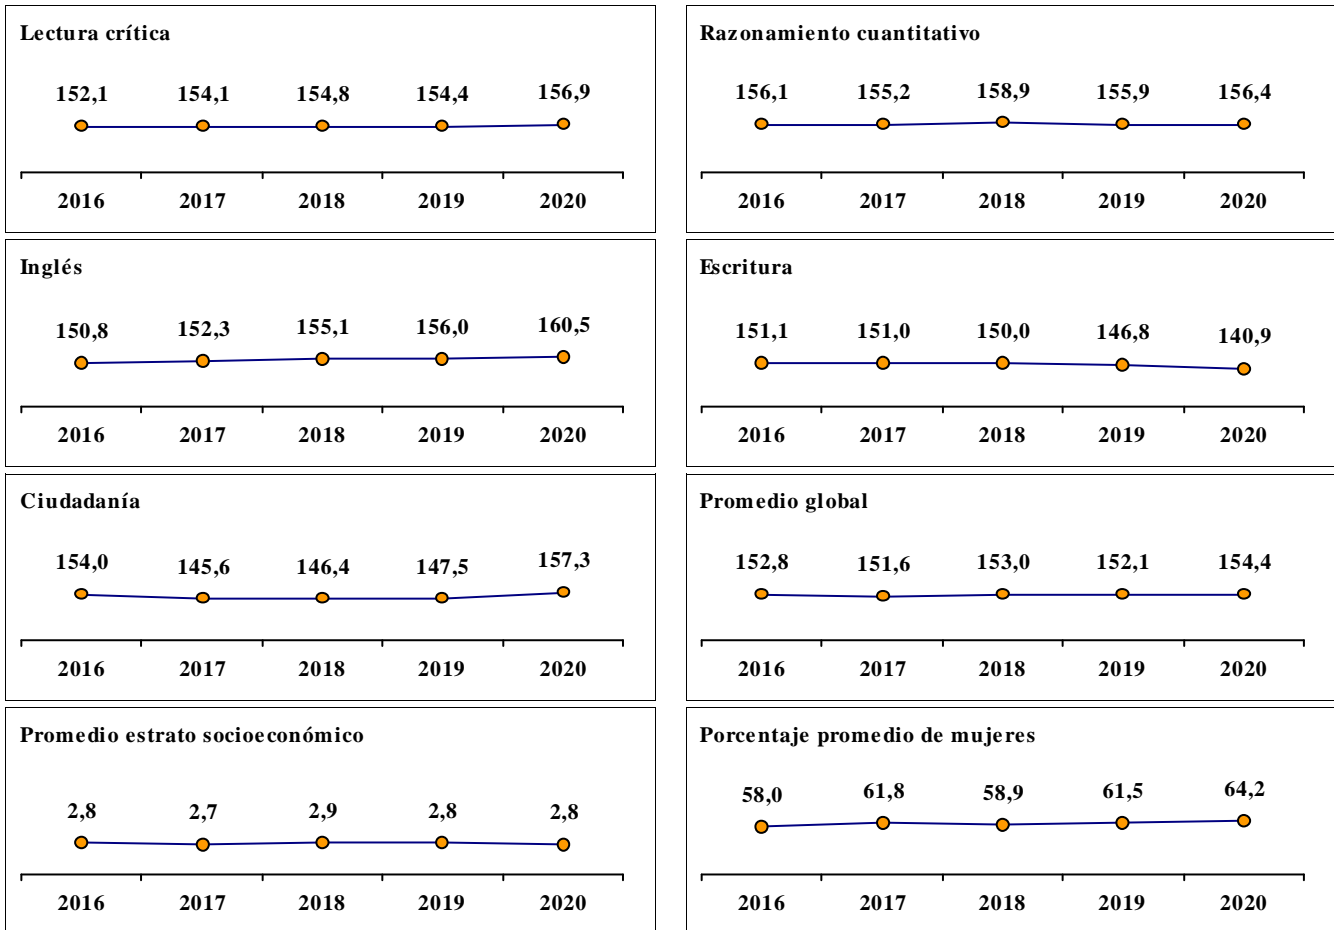 Lectura crítica
152,1 154,1 154,8 154,4 156,9
2016 2017 2018 2019 2020
Razonamiento cuantitativo
156,1 155,2 158,9 155,9 156,4
2016 2017 2018 2019 2020
Inglés
150,8 152,3 155,1 156,0 160,5
2016 2017 2018 2019 2020
Escritura
151,1 151,0 150,0 146,8 140,9
2016 2017 2018 2019 2020
Ciudadanía
154,0 145,6 146,4 147,5 157,3
2016 2017 2018 2019 2020
Promedio global
152,8 151,6 153,0 152,1 154,4
2016 2017 2018 2019 2020
Promedio estrato socioeconómico
2,8 2,7 2,9 2,8 2,8
2016 2017 2018 2019 2020
Porcentaje promedio de mujeres
58,0 61,8 58,9 61,5 64,2
2016 2017 2018 2019 2020